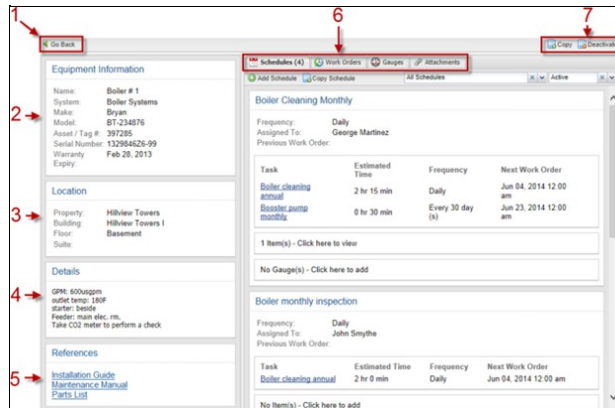 1
6
7
Go Back
Copy
Deactivate
Schedules (4)
Work Orders
Gauges
Attachments
Add Schedule
Copy Schedule
All Schedules
Active
2
Equipment Information
Name: Boiler # 1
System: Boiler Systems
Make: Bryan
Model: BT-234876
Asset / Tag #: 397285
Serial Number: 1329846Z6-99
Warranty Expiry: Feb 28, 2013
3
Location
Property: Hillview Towers
Building: Hillview Towers I
Floor: Basement
Suite:
4
Details
GPM: 600usgpm
outlet temp: 180F
starter: beside
Feeder: main elec. rm.
Take CO2 meter to perform a check
5
References
Installation Guide
Maintenance Manual
Parts List
Boiler Cleaning Monthly
Frequency: Daily
Assigned To: George Martinez
Previous Work Order:
Task Estimated Time Frequency Next Work Order
Boiler cleaning annual 2 hr 15 min Daily Jun 04, 2014 12:00 am
Booster pump monthly 0 hr 30 min Every 30 day (s) Jun 23, 2014 12:00 am
1 Item(s) - Click here to view
No Gauge(s) - Click here to add
Boiler monthly inspection
Frequency: Daily
Assigned To: John Smythe
Previous Work Order:
Task Estimated Time Frequency Next Work Order
Boiler cleaning annual 2 hr 0 min Daily Jun 04, 2014 12:00 am
No Item(s) - Click here to add